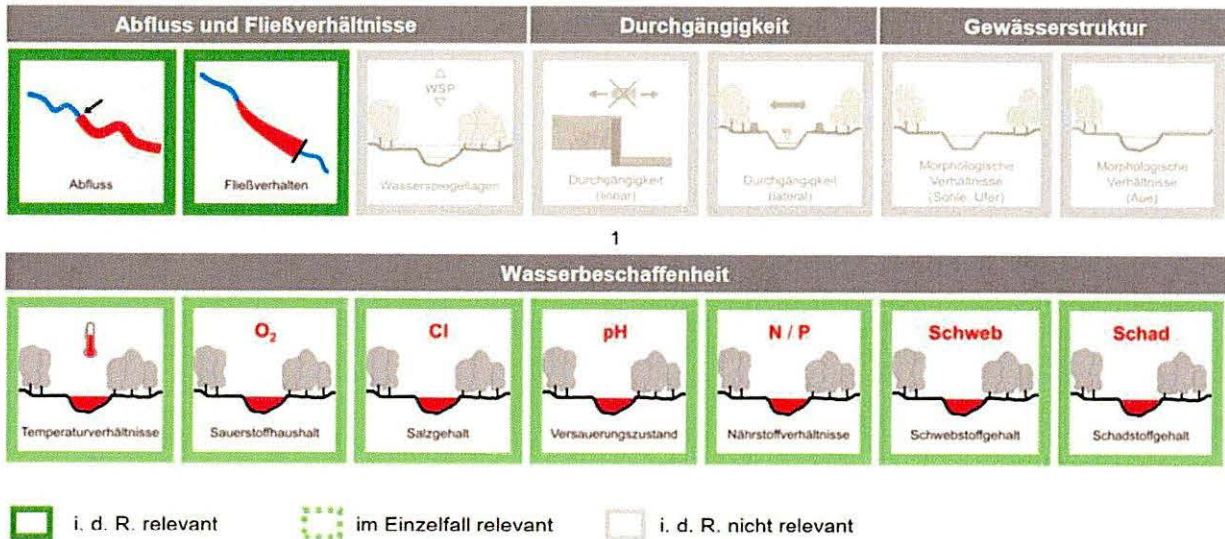 Abfluss und Fließverhältnisse Durchgängigkeit Gewässerstruktur
WSP
Abfluss
Fließverhalten
Wasserspiegellagen
Durchgängigkeit
(linear)
Durchgängigkeit
(lateral)
Morphologische
Verhältnisse
(Sohle, Ufer)
Morphologische
Verhältnisse
(Aue)
1
Wasserbeschaffenheit
O₂ Cl pH N / P Schweb Schad
Temperaturverhältnisse Sauerstoffhaushalt Salzgehalt Versauerungszustand Nährstoffverhältnisse Schwebstoffgehalt Schadstoffgehalt
i. d. R. relevant im Einzelfall relevant i. d. R. nicht relevant